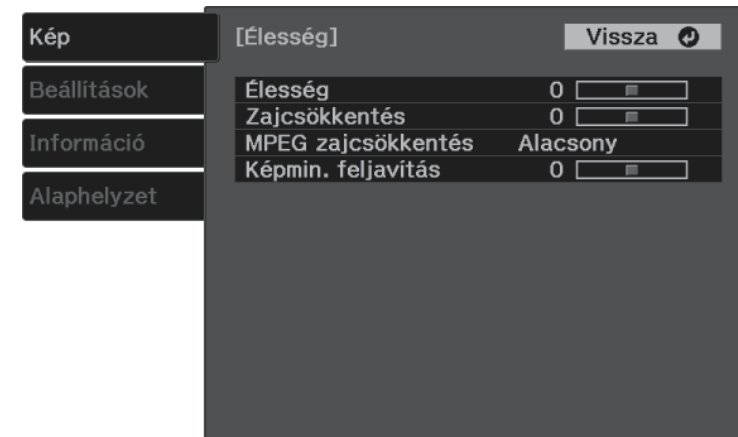 Kép
Beállítások
Információ
Alaphelyzet
[Élesség]
Vissza
Élesség 0
Zajcsökkentés 0
MPEG zajcsökkentés Alacsony
Képmin. feljavítás 0